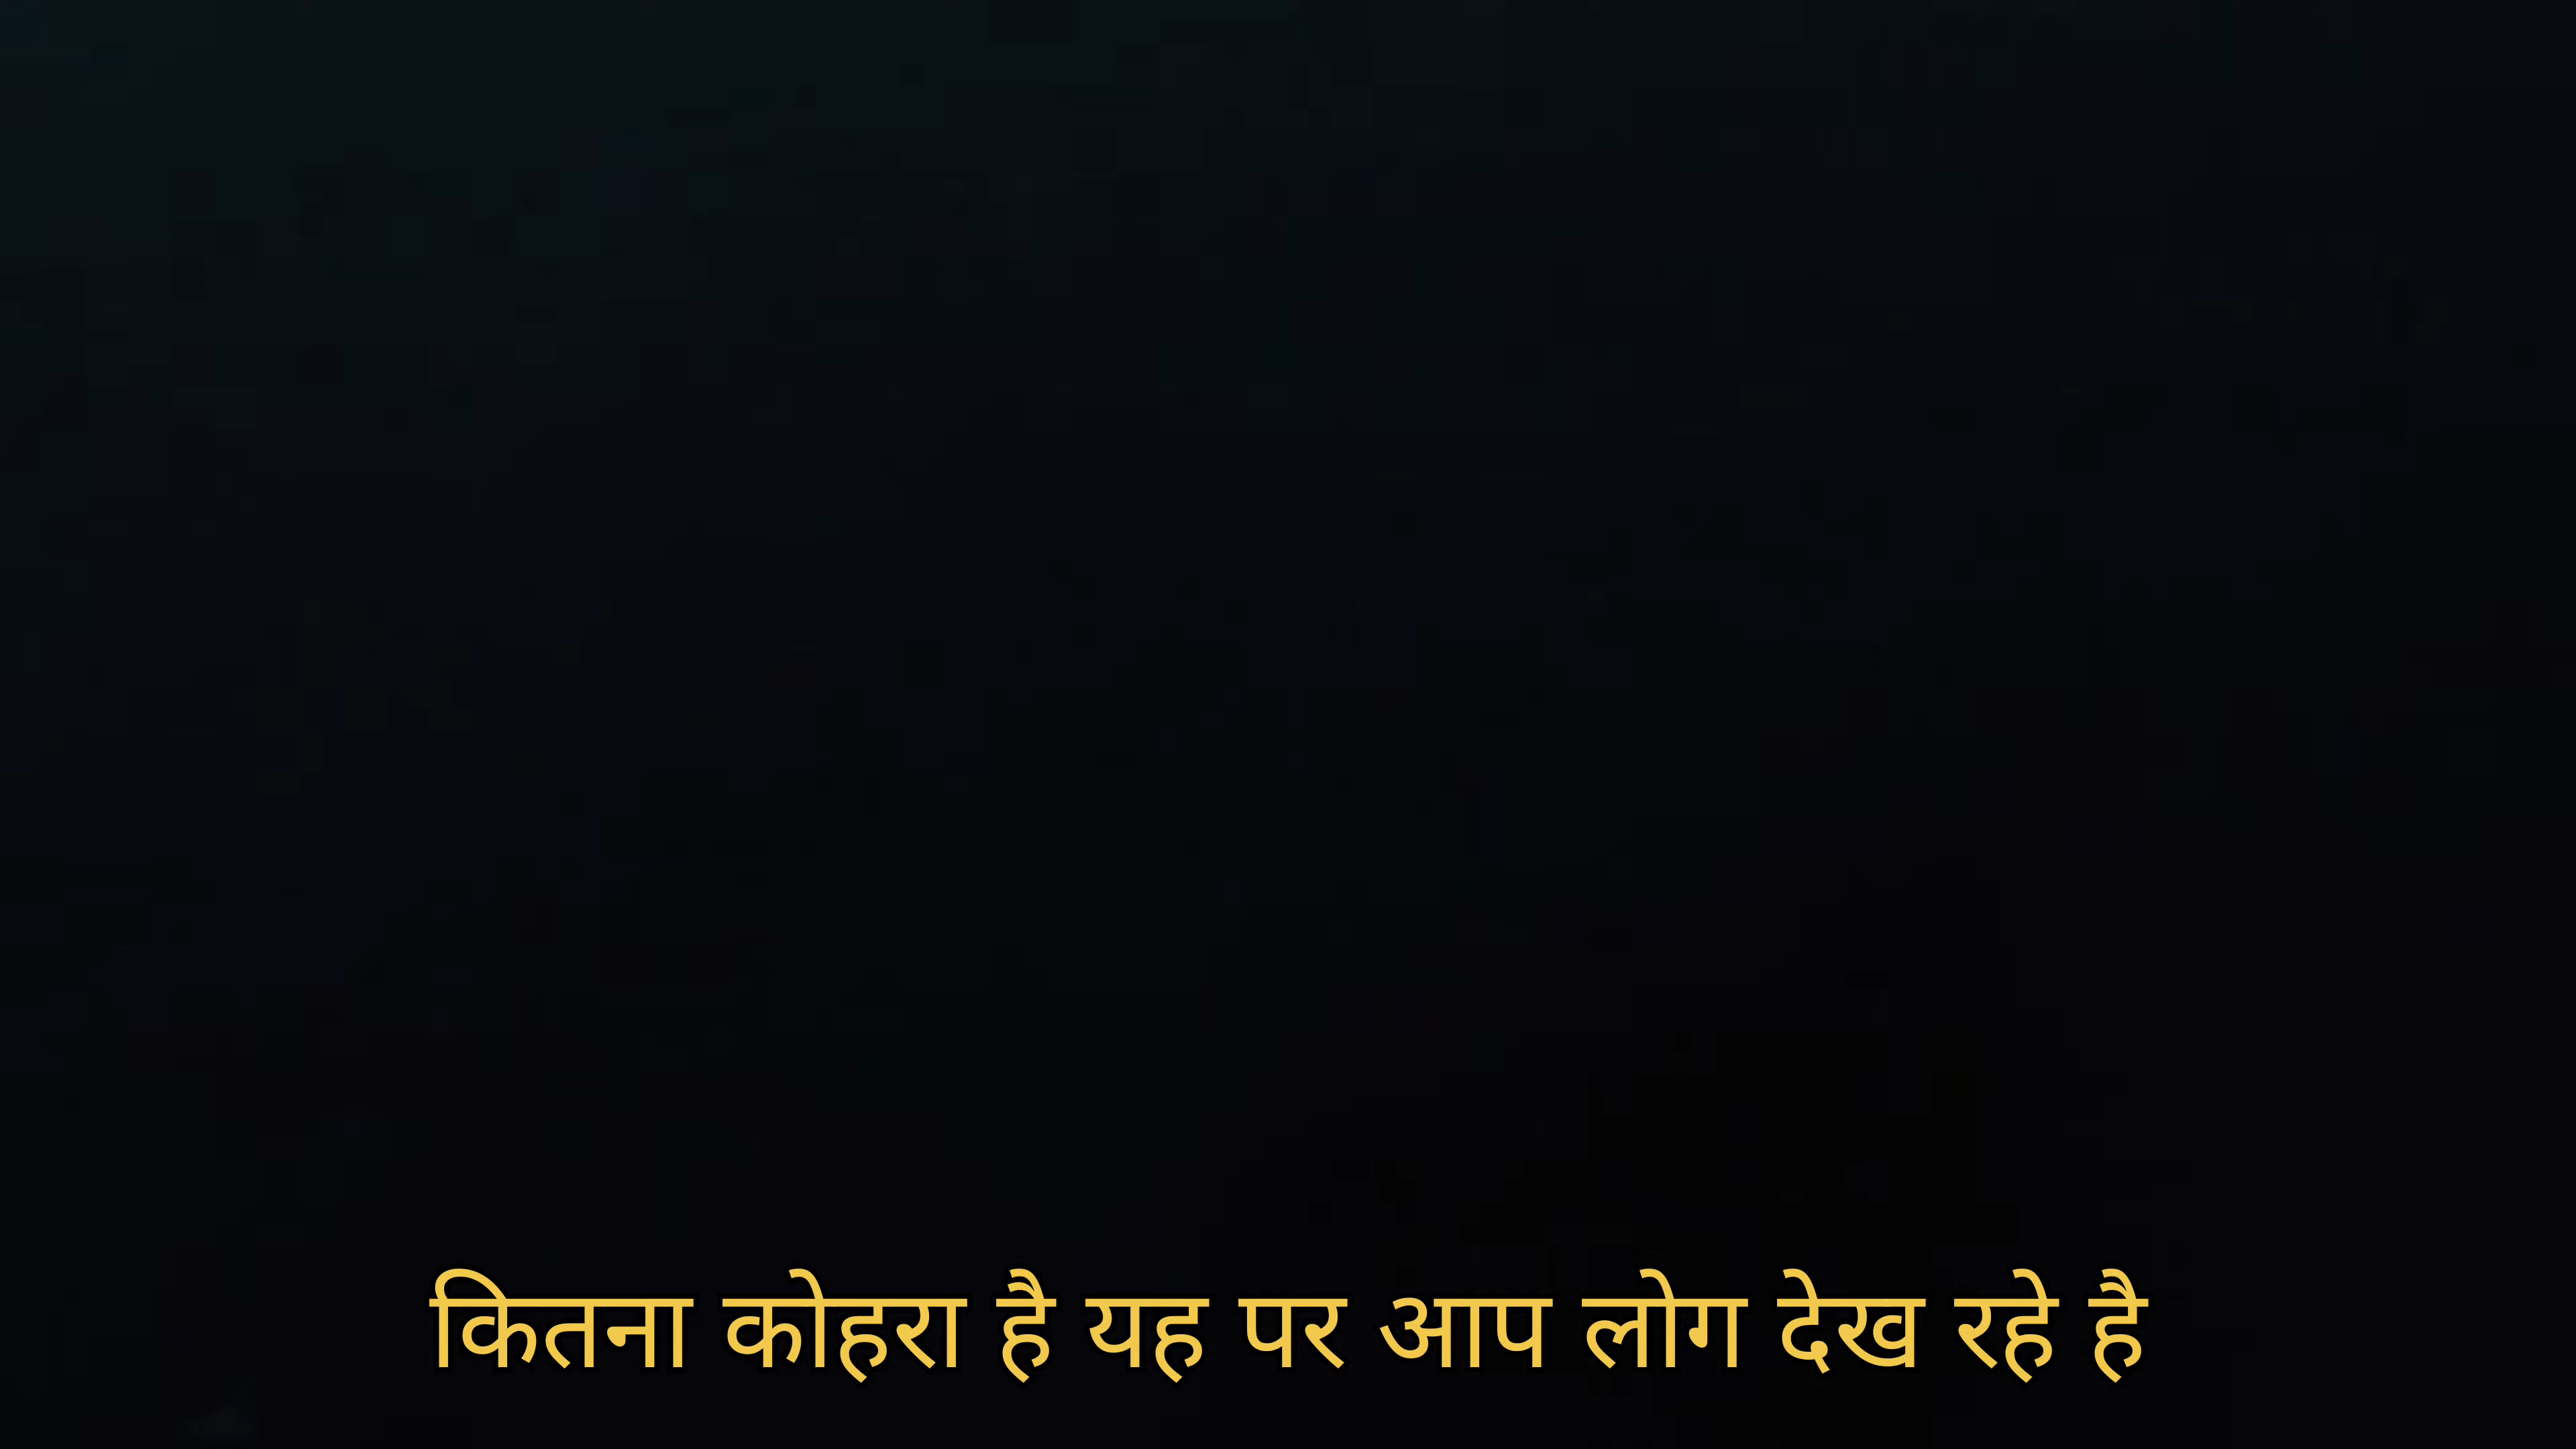 कितना कोहरा है यह पर आप लोग देख रहे है